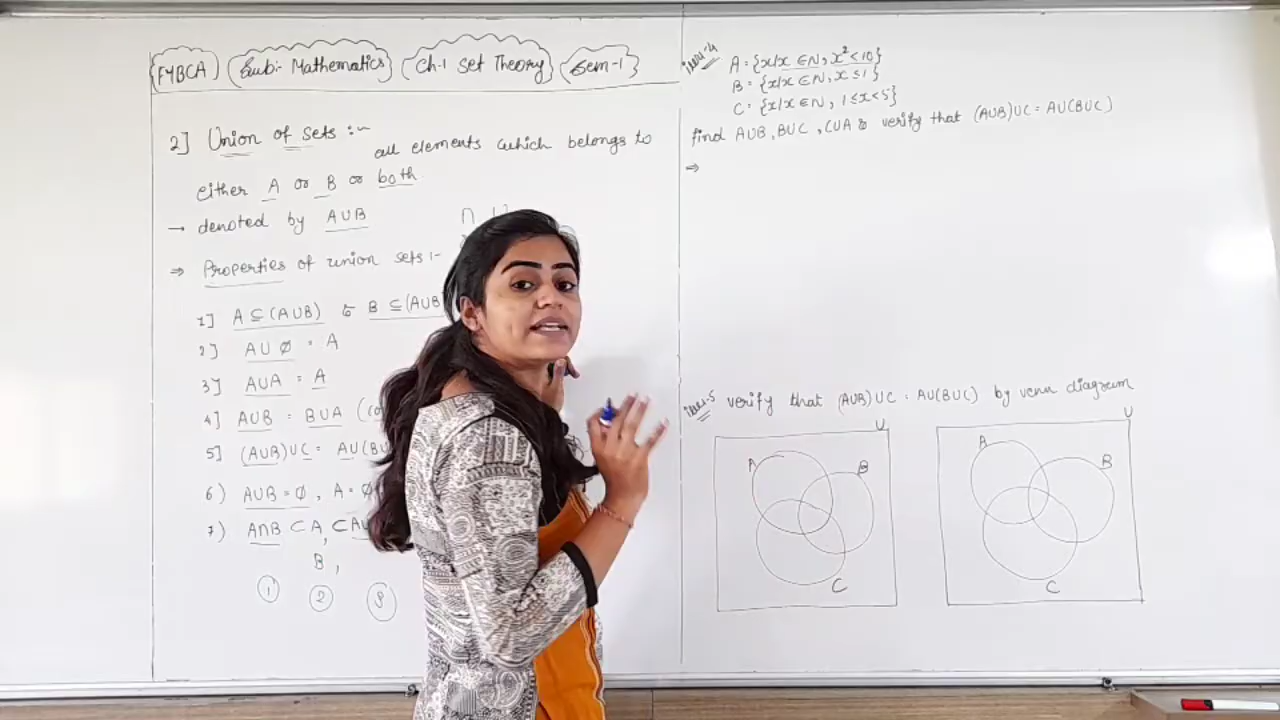 FYBCA Sub:- Mathematics Ch-1 Set Theory Sem-1
2] Union of sets :-
all elements which belongs to
either A or B or both.
→ denoted by A∪B
∩ ∪
⇒ Properties of union sets :-
1] A ⊆ (A∪B) & B ⊆ (A∪B
2] A∪∅ = A
3] A∪A = A
4] A∪B = B∪A
5] (A∪B)∪C = A∪(B∪
6) A∪B = ∅, A = ∅
7) A∩B ⊂ A, ⊂ A∪
B,
1 2 3
A = {x/x ∈ N, x² < 10}
B = {x/x ∈ N, x ≤ 1}
C = {x/x ∈ N, 1 ≤ x < 5}
find A∪B, B∪C, C∪A & verify that (A∪B)∪C = A∪(B∪C)
⇒
verify that (A∪B)∪C = A∪(B∪C) by venn diagram
U
A B
C
U
A B
C